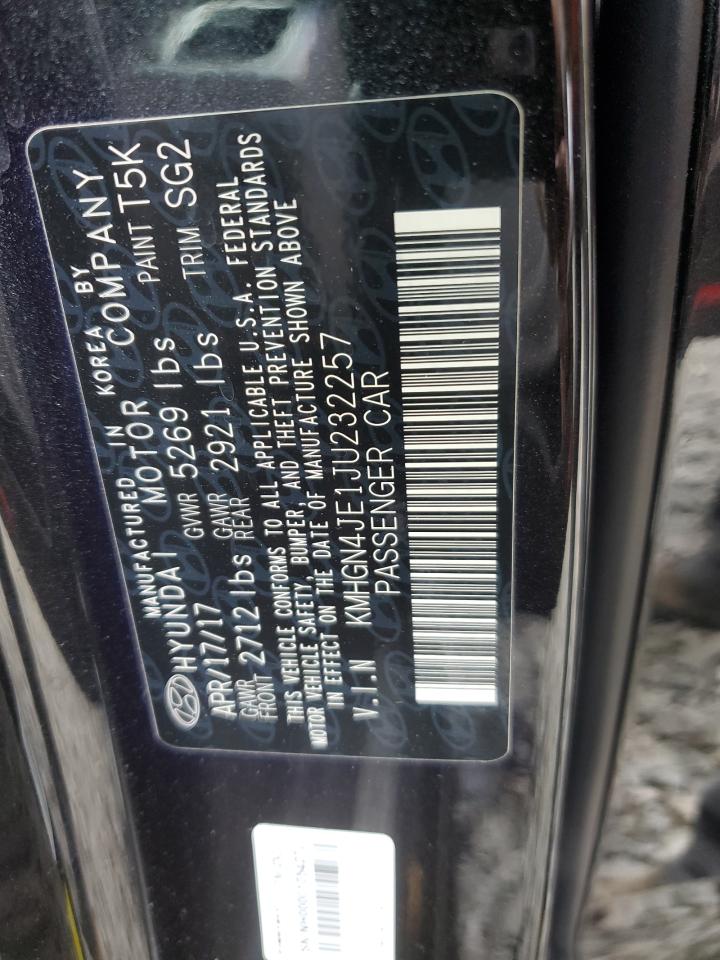 MANUFACTURED IN KOREA BY
HYUNDAI MOTOR COMPANY
APR/17/17 GVWR 5269 lbs PAINT T5K
GAWR FRONT 2712 lbs GAWR REAR 2921 lbs TRIM SG2
THIS VEHICLE CONFORMS TO ALL APPLICABLE U.S.A. FEDERAL
MOTOR VEHICLE SAFETY, BUMPER, AND THEFT PREVENTION STANDARDS
IN EFFECT ON THE DATE OF MANUFACTURE SHOWN ABOVE
V.I.N KMHGN4JE1JU232257
PASSENGER CAR